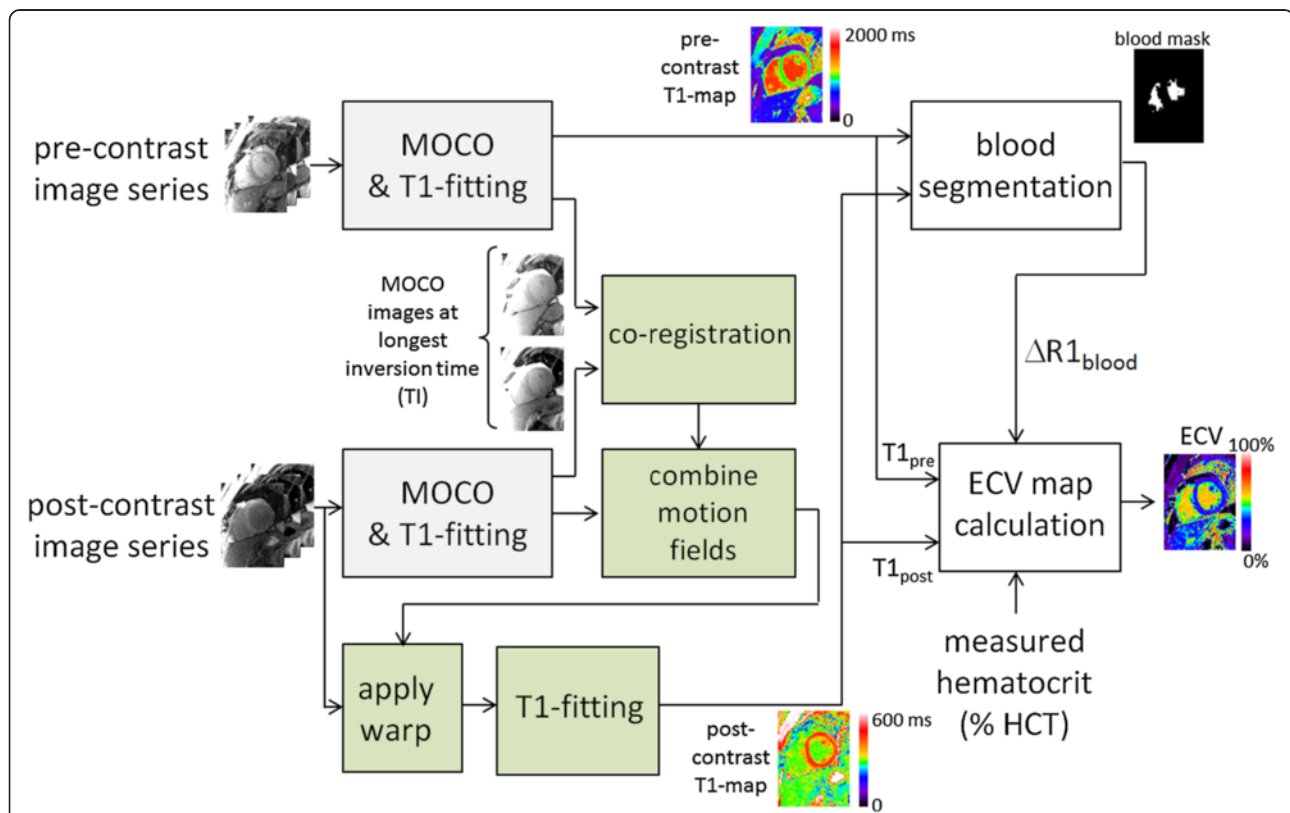 pre-
contrast
T1-map
2000 ms
0
blood mask
pre-contrast
image series
MOCO
& T1-fitting
blood
segmentation
MOCO
images at
longest
inversion time
(TI)
co-registration
ΔR1blood
post-contrast
image series
MOCO
& T1-fitting
combine
motion
fields
T1pre
T1post
ECV map
calculation
ECV
100%
0%
apply
warp
T1-fitting
measured
hematocrit
(% HCT)
post-
contrast
T1-map
600 ms
0